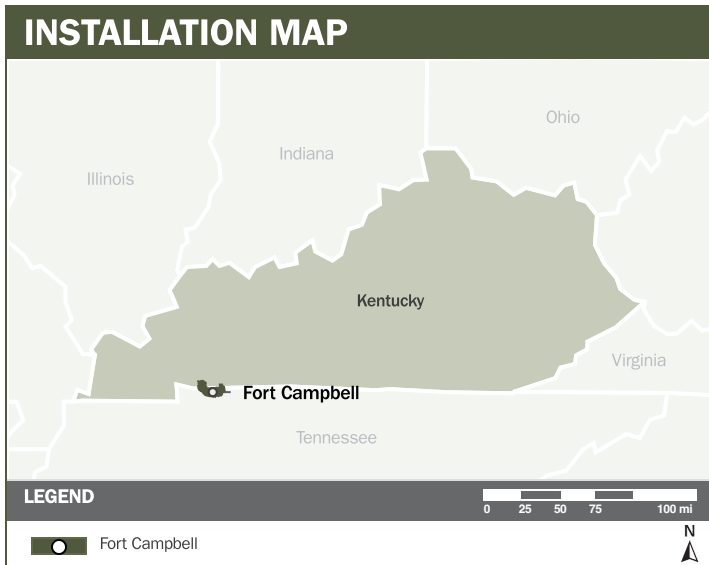 INSTALLATION MAP
Ohio
Indiana
Illinois
Kentucky
Virginia
Fort Campbell
Tennessee
LEGEND
0 25 50 75 100 mi
Fort Campbell
N